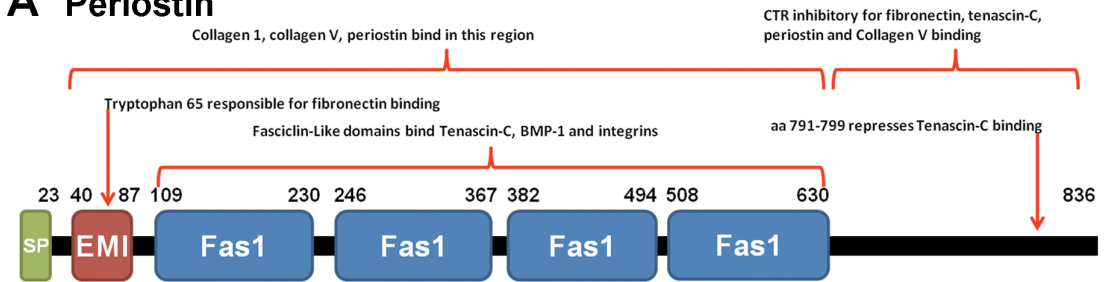 A Periostin
CTR inhibitory for fibronectin, tenascin-C,
periostin and Collagen V binding
Collagen 1, collagen V, periostin bind in this region
Tryptophan 65 responsible for fibronectin binding
Fasciclin-Like domains bind Tenascin-C, BMP-1 and integrins
aa 791-799 represses Tenascin-C binding
23 40 87 109 230 246 367 382 494 508 630 836
SP EMI Fas1 Fas1 Fas1 Fas1